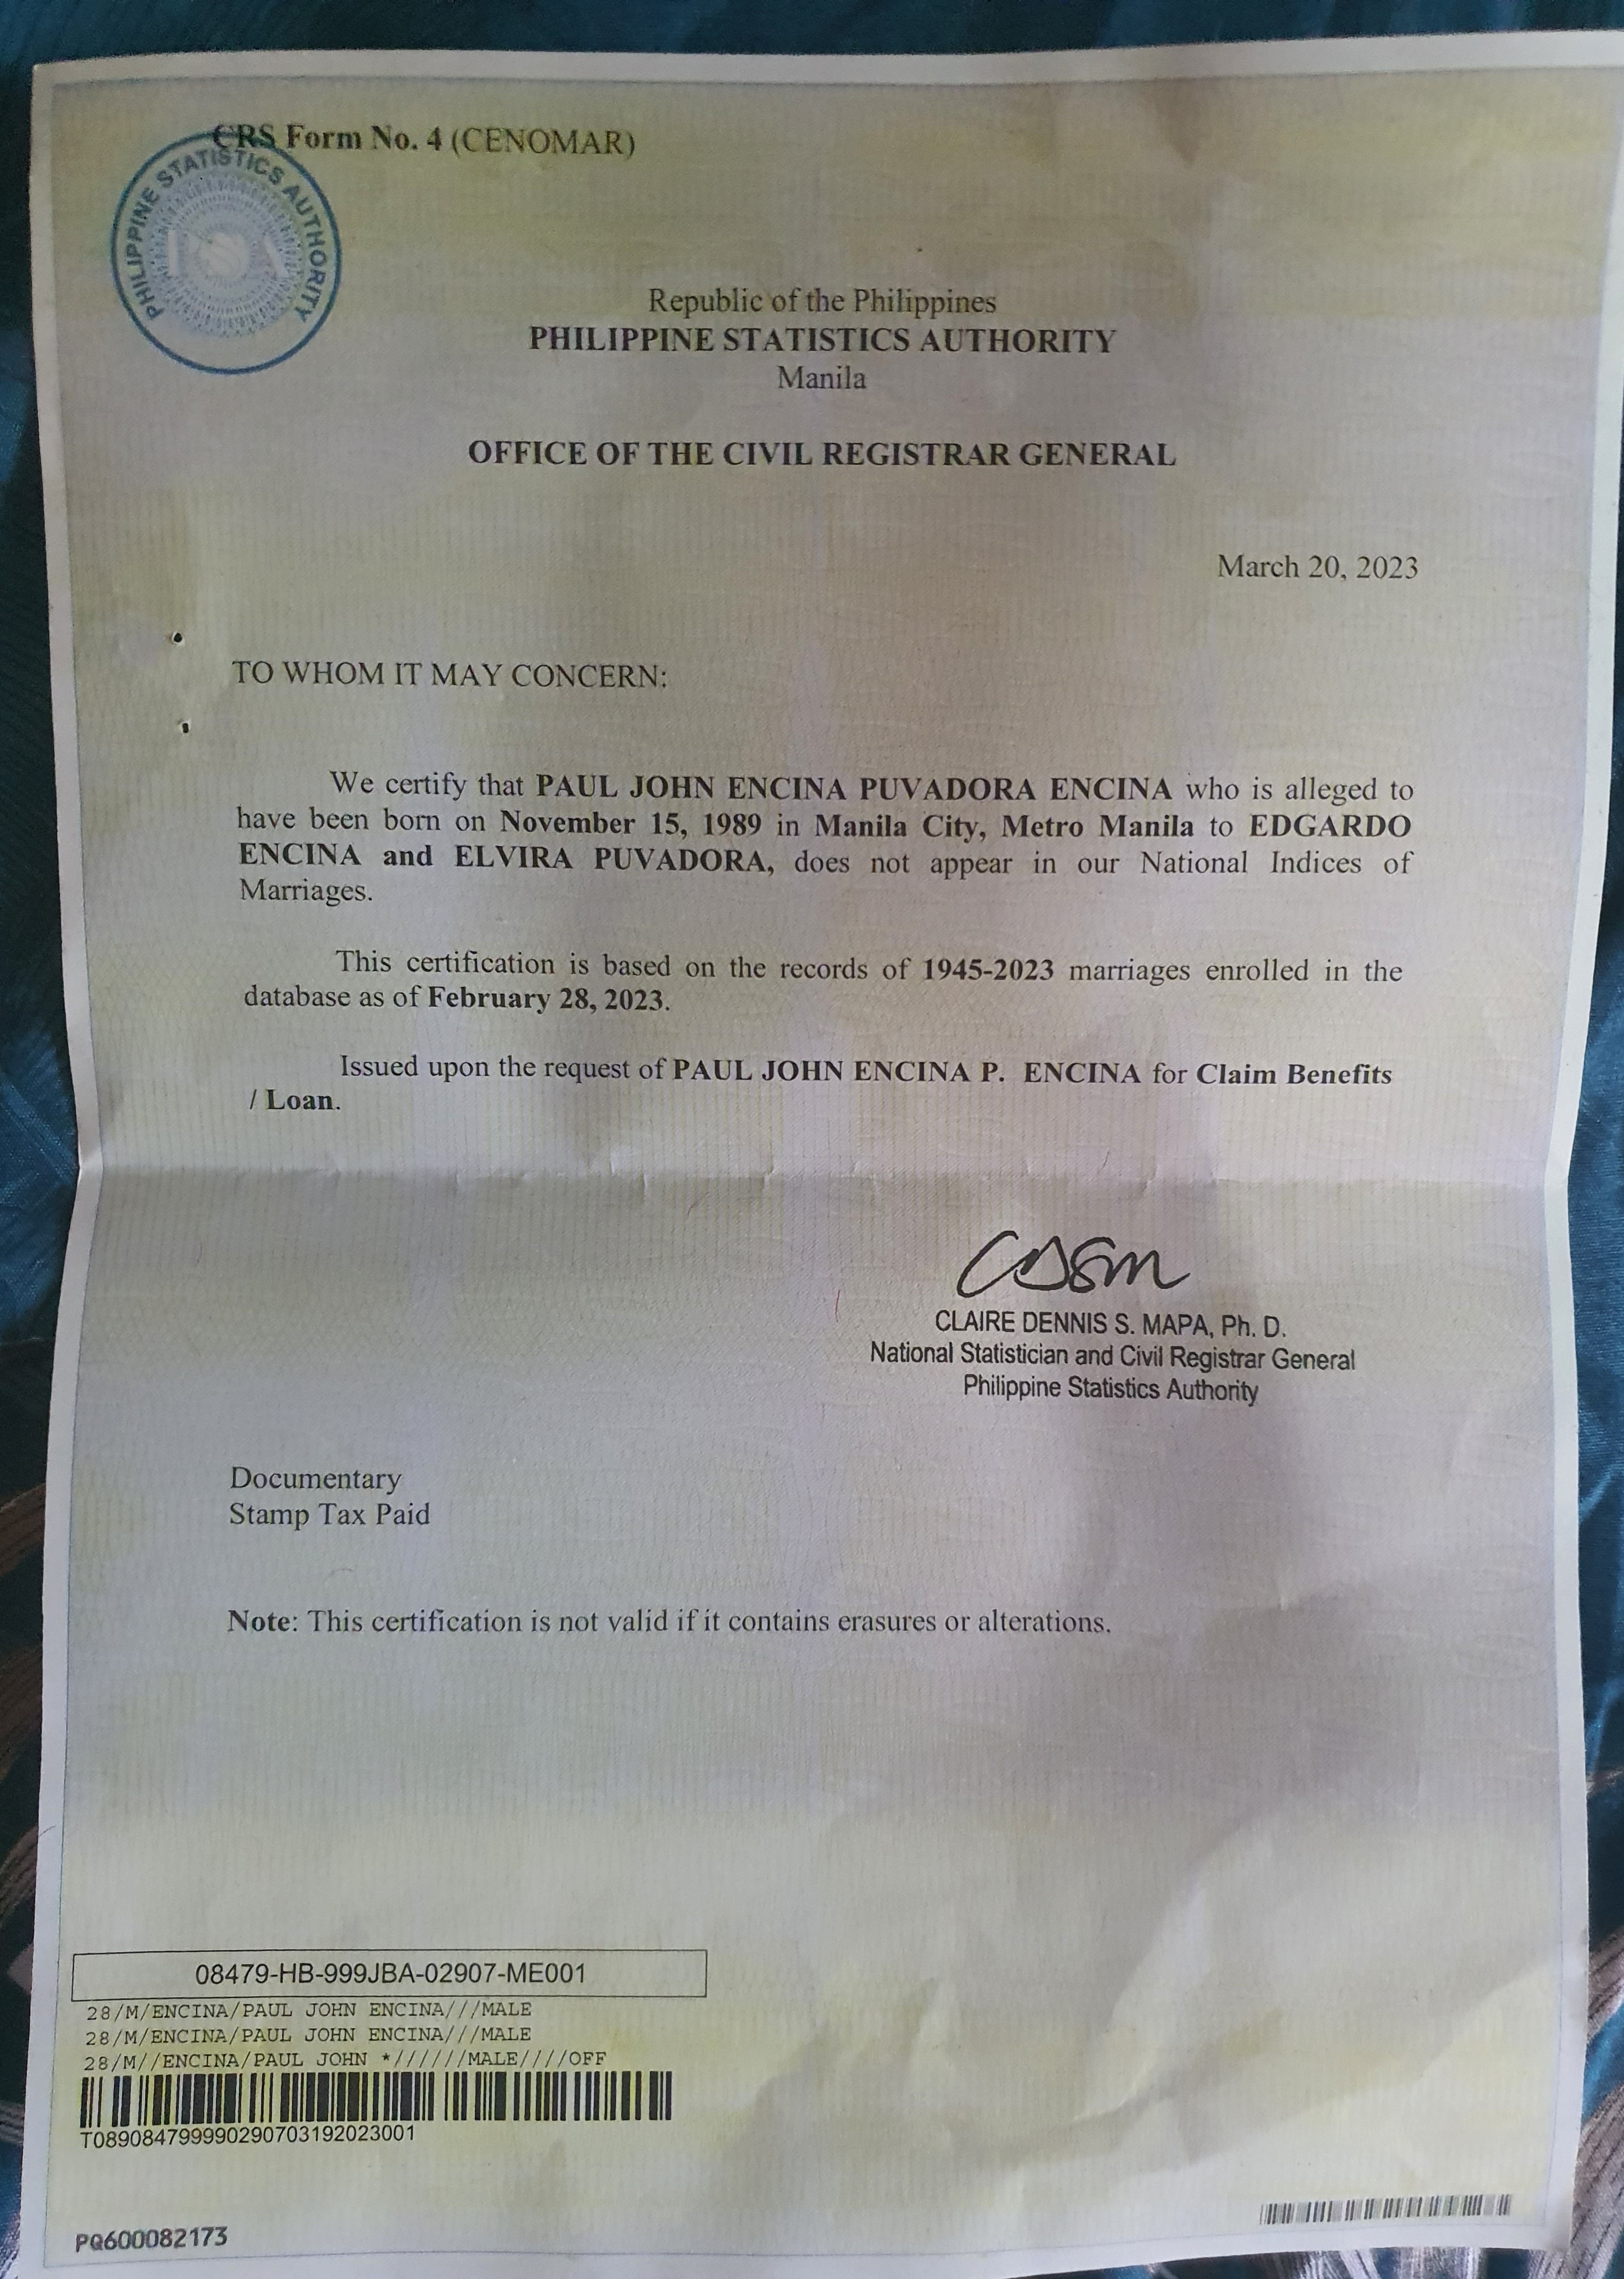 CRS Form No. 4 (CENOMAR)
PHILIPPINE STATISTICS AUTHORITY
Republic of the Philippines
PHILIPPINE STATISTICS AUTHORITY
Manila
OFFICE OF THE CIVIL REGISTRAR GENERAL
March 20, 2023
TO WHOM IT MAY CONCERN:
We certify that PAUL JOHN ENCINA PUVADORA ENCINA who is alleged to
have been born on November 15, 1989 in Manila City, Metro Manila to EDGARDO
ENCINA and ELVIRA PUVADORA, does not appear in our National Indices of
Marriages.
This certification is based on the records of 1945-2023 marriages enrolled in the
database as of February 28, 2023.
Issued upon the request of PAUL JOHN ENCINA P. ENCINA for Claim Benefits
/ Loan.
CLAIRE DENNIS S. MAPA, Ph. D.
National Statistician and Civil Registrar General
Philippine Statistics Authority
Documentary
Stamp Tax Paid
Note: This certification is not valid if it contains erasures or alterations.
08479-HB-999JBA-02907-ME001
28/M/ENCINA/PAUL JOHN ENCINA///MALE
28/M/ENCINA/PAUL JOHN ENCINA///MALE
28/M//ENCINA/PAUL JOHN *//////MALE////OFF
T089084799990290703192023001
PQ600082173